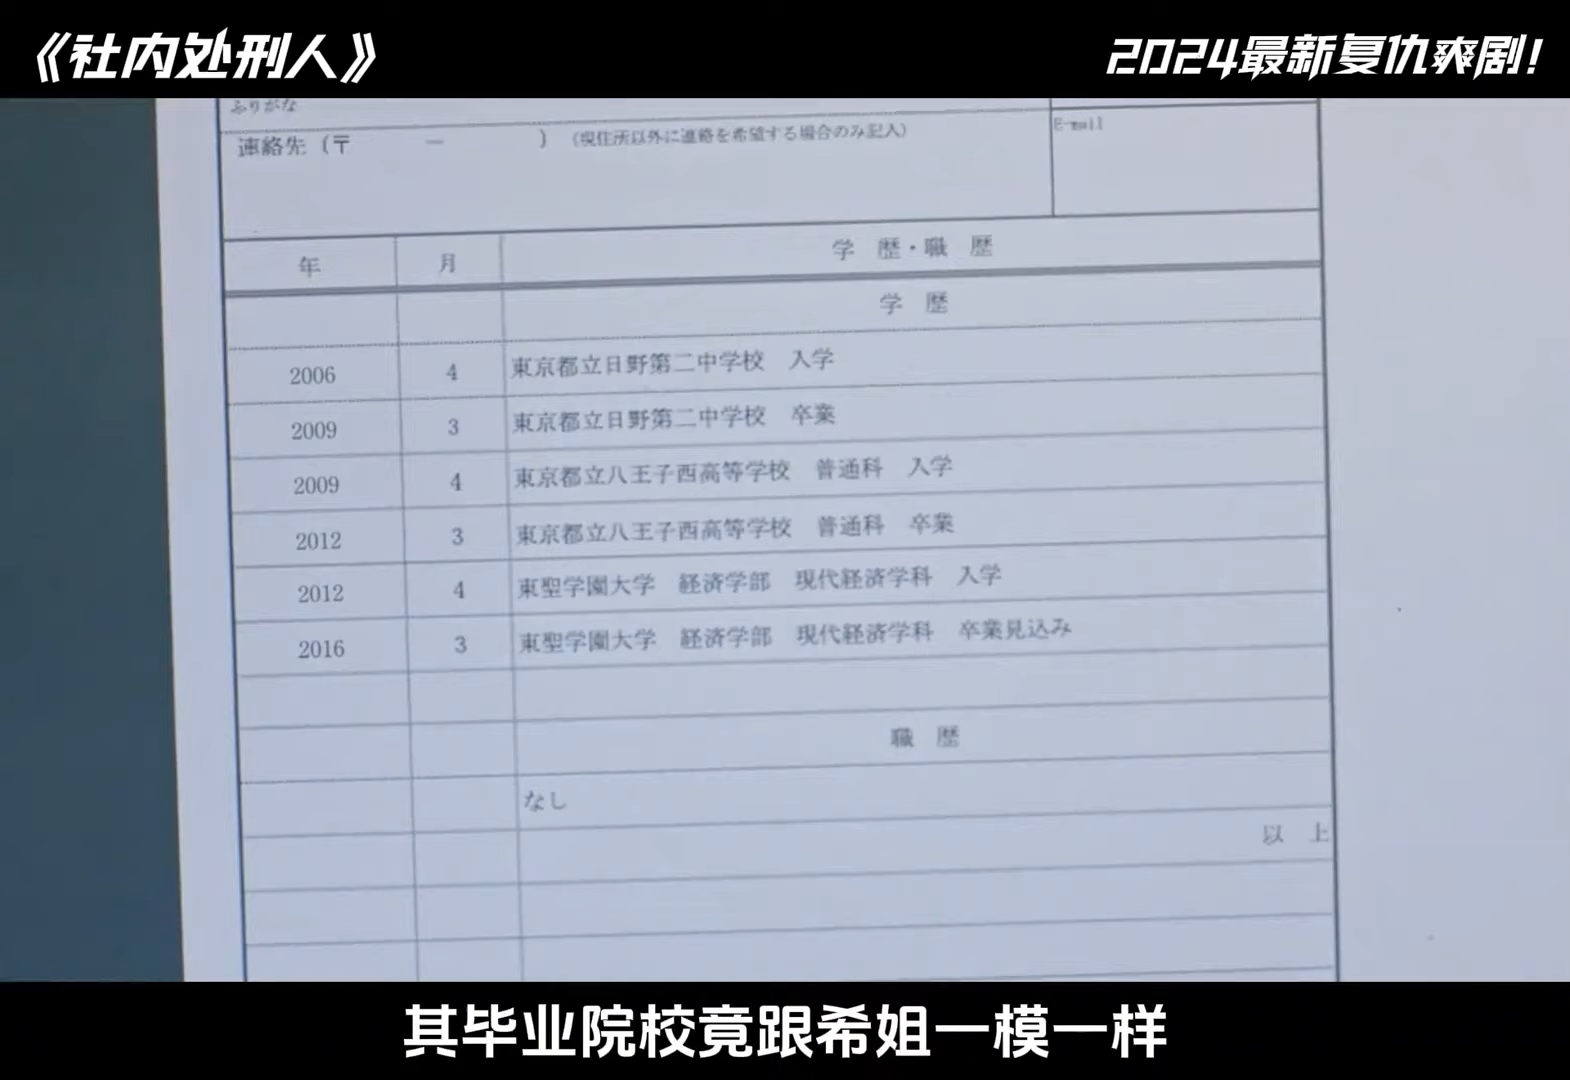 《社内处刑人》
2024最新复仇爽剧!
ふりがな
連絡先（〒 － ） （現住所以外に連絡を希望する場合のみ記入）
E-mail
年 月 学 歴・職 歴
学 歴
2006 4 東京都立日野第二中学校 入学
2009 3 東京都立日野第二中学校 卒業
2009 4 東京都立八王子西高等学校 普通科 入学
2012 3 東京都立八王子西高等学校 普通科 卒業
2012 4 東聖学園大学 経済学部 現代経済学科 入学
2016 3 東聖学園大学 経済学部 現代経済学科 卒業見込み
職 歴
なし
以 上
其毕业院校竟跟希姐一模一样